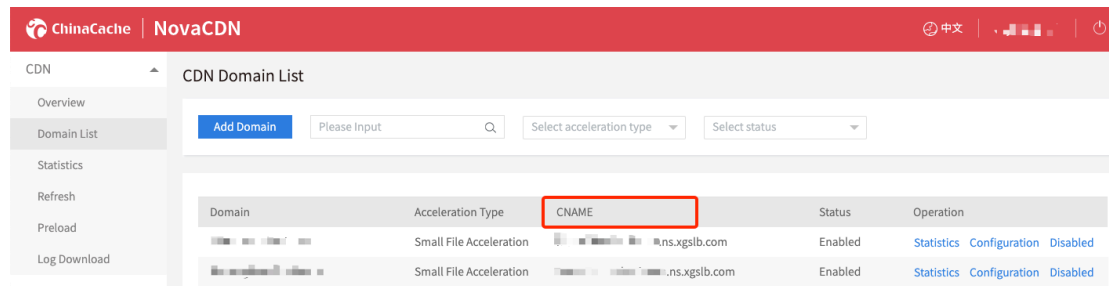 ChinaCache | NovaCDN 中文
CDN
Overview
Domain List
Statistics
Refresh
Preload
Log Download
CDN Domain List
Add Domain Please Input Select acceleration type Select status
Domain Acceleration Type CNAME Status Operation
Small File Acceleration .ns.xgslb.com Enabled Statistics Configuration Disabled
Small File Acceleration .ns.xgslb.com Enabled Statistics Configuration Disabled